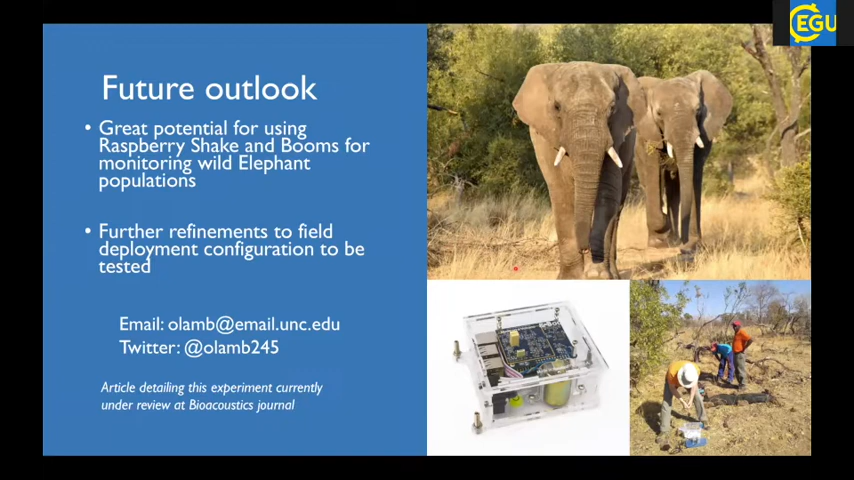 EGU
Future outlook
• Great potential for using
Raspberry Shake and Booms for
monitoring wild Elephant
populations
• Further refinements to field
deployment configuration to be
tested
Email: olamb@email.unc.edu
Twitter: @olamb245
Article detailing this experiment currently
under review at Bioacoustics journal